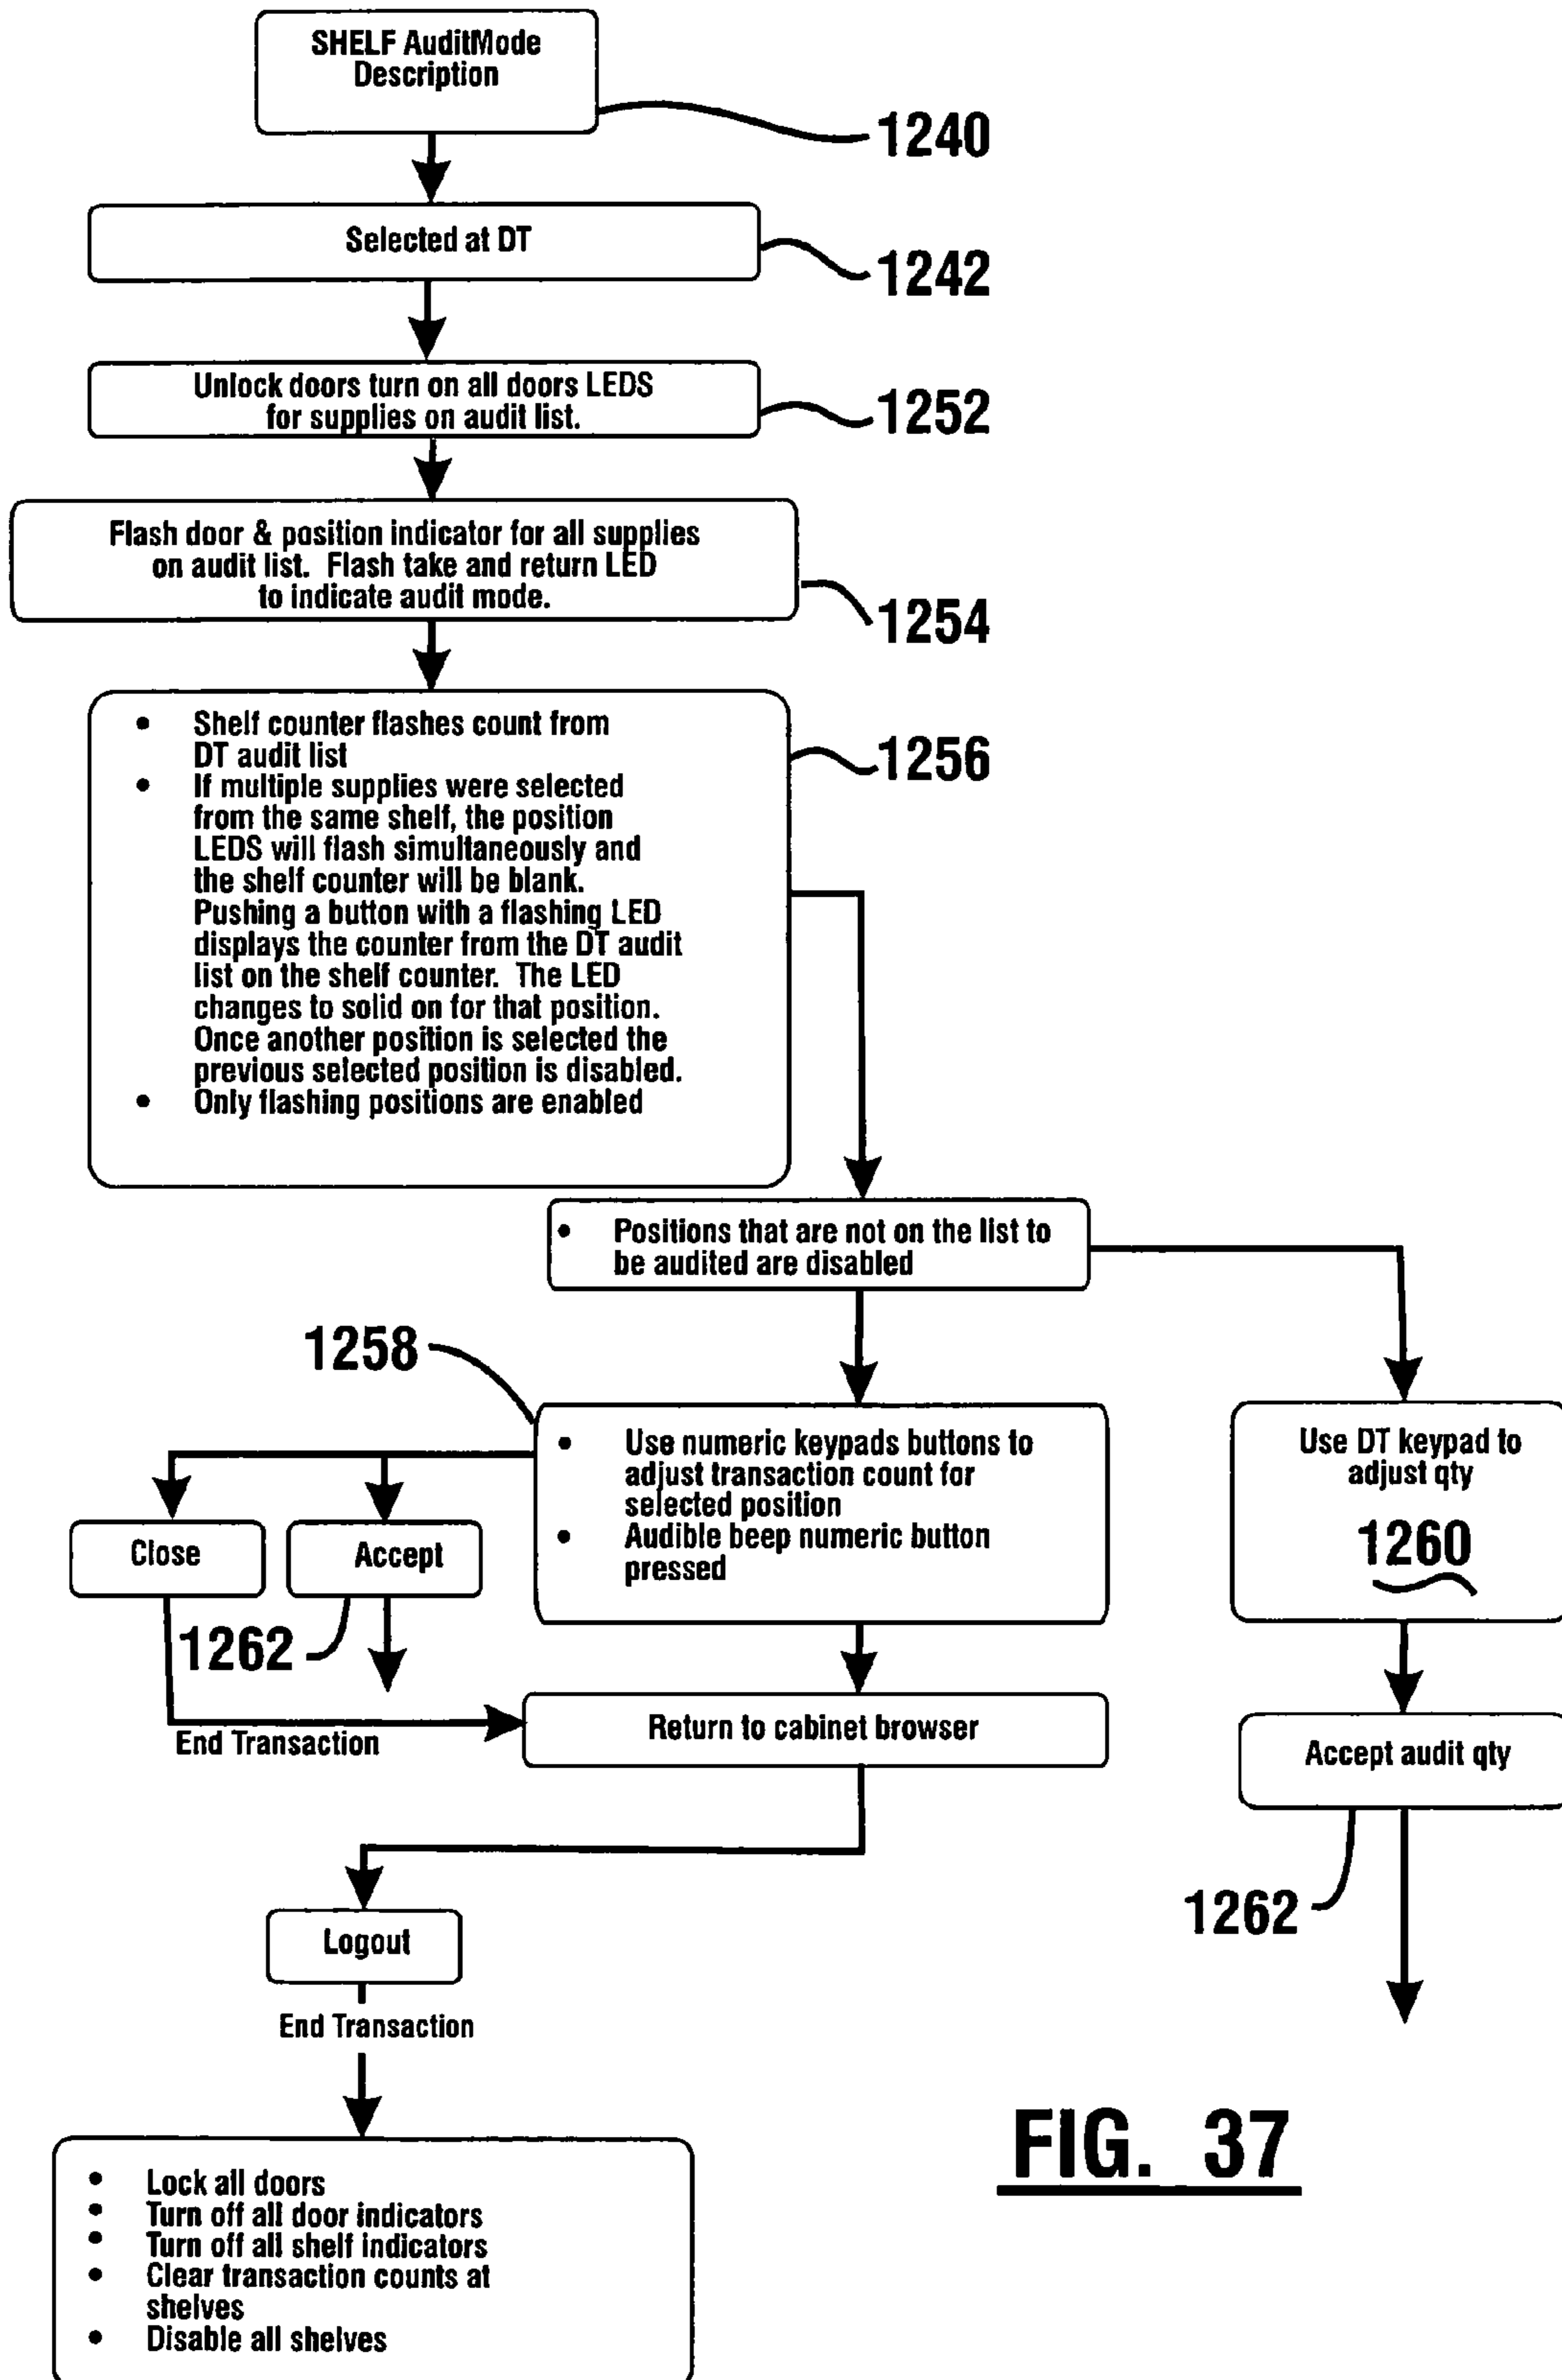 SHELF AuditMode
Description
1240
Selected at DT
1242
Unlock doors turn on all doors LEDS
for supplies on audit list.
1252
Flash door & position indicator for all supplies
on audit list. Flash take and return LED
to indicate audit mode.
1254
• Shelf counter flashes count from
DT audit list
• If multiple supplies were selected
from the same shelf, the position
LEDS will flash simultaneously and
the shelf counter will be blank.
Pushing a button with a flashing LED
displays the counter from the DT audit
list on the shelf counter. The LED
changes to solid on for that position.
Once another position is selected the
previous selected position is disabled.
• Only flashing positions are enabled
1256
• Positions that are not on the list to
be audited are disabled
1258
• Use numeric keypads buttons to
adjust transaction count for
selected position
• Audible beep numeric button
pressed
Use DT keypad to
adjust qty
1260
Close
Accept
1262
End Transaction
Return to cabinet browser
Accept audit qty
1262
Logout
End Transaction
• Lock all doors
• Turn off all door indicators
• Turn off all shelf indicators
• Clear transaction counts at
shelves
• Disable all shelves
FIG. 37